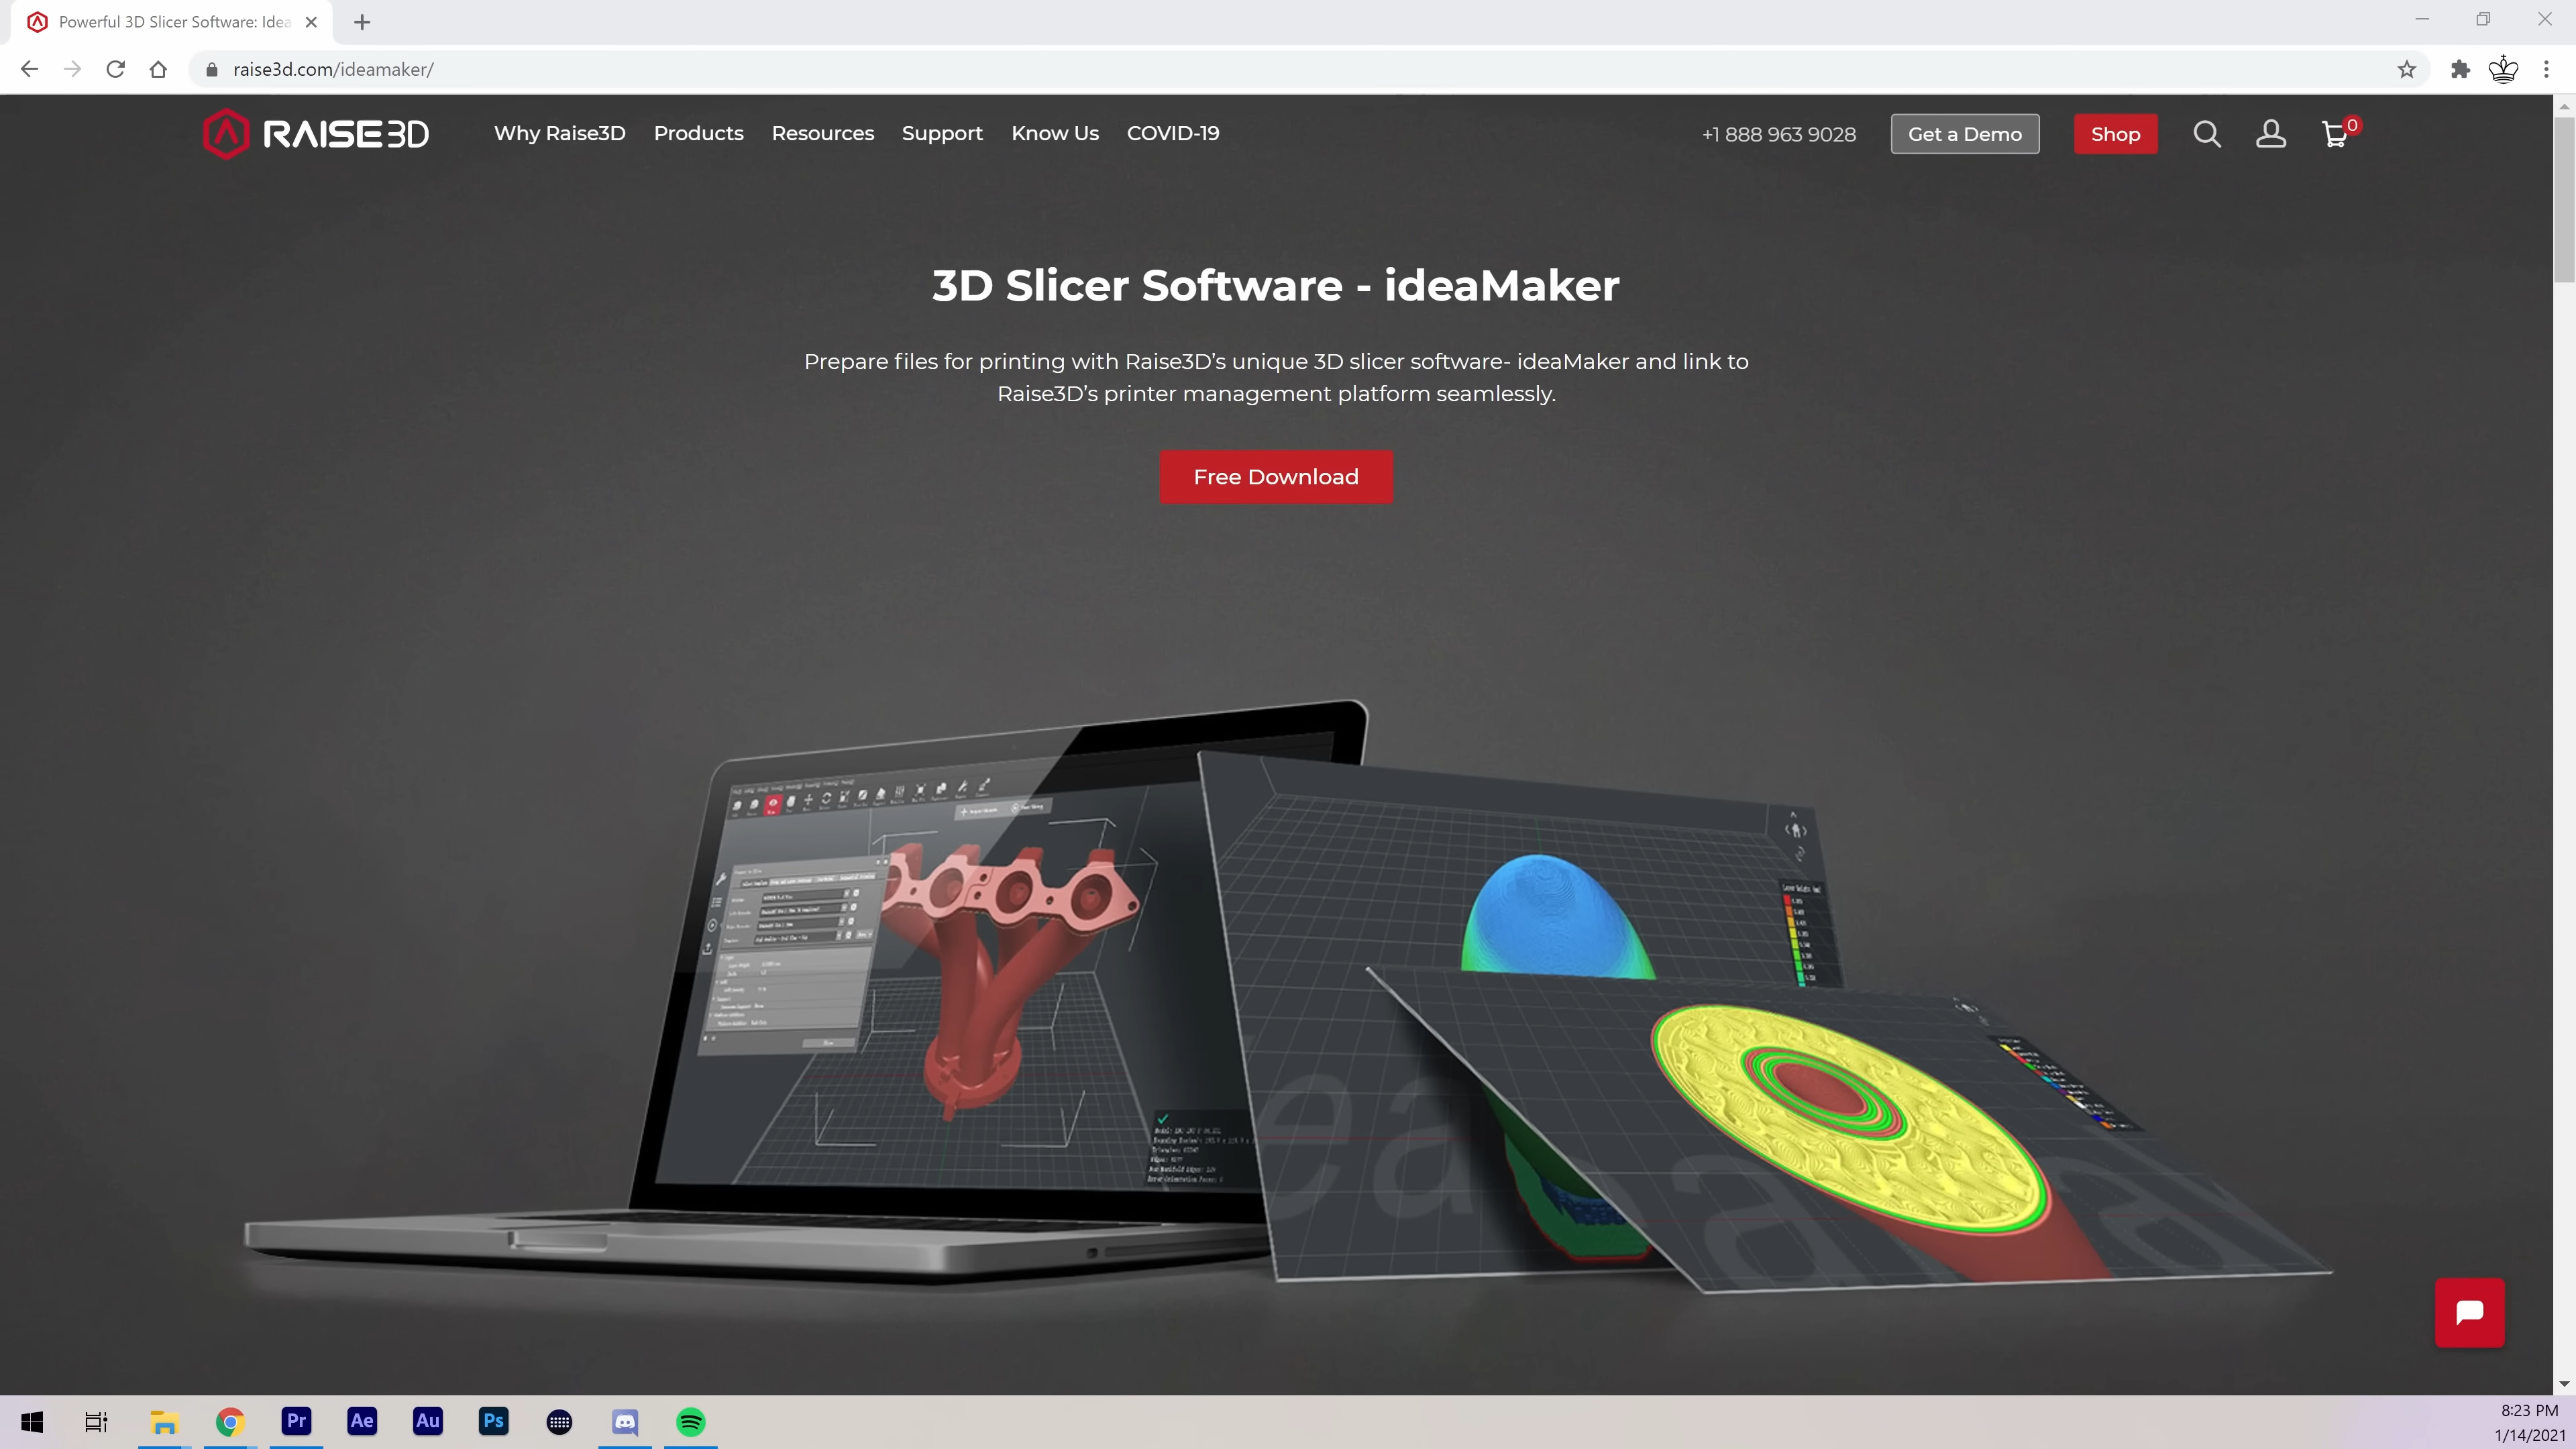 Powerful 3D Slicer Software: Idea
raise3d.com/ideamaker/
RAISE3D
Why Raise3D Products Resources Support Know Us COVID-19
+1 888 963 9028 Get a Demo Shop 0
3D Slicer Software - ideaMaker
Prepare files for printing with Raise3D’s unique 3D slicer software- ideaMaker and link to
Raise3D’s printer management platform seamlessly.
Free Download
Pr Ae Au Ps
8:23 PM
1/14/2021